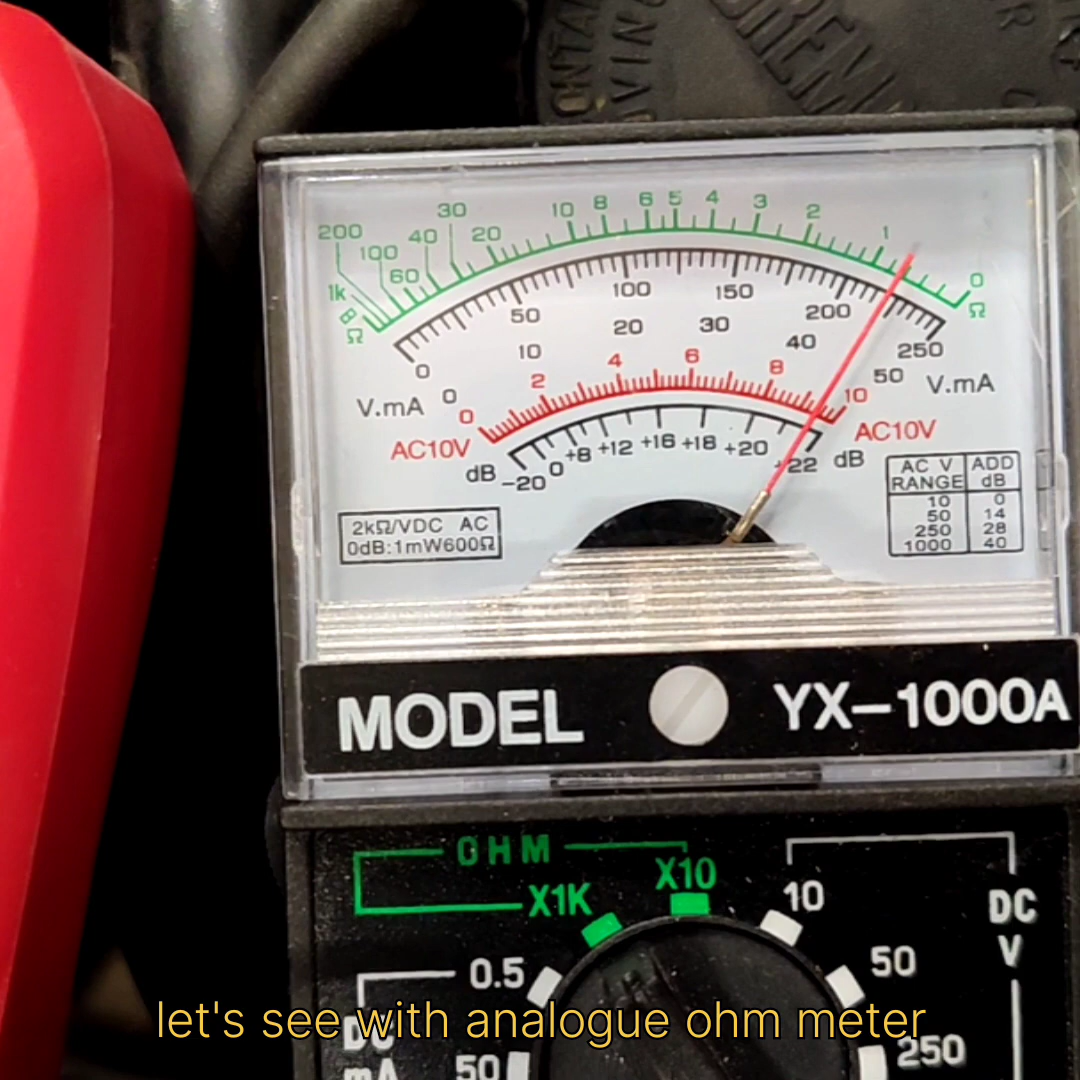 200 30 10 8 6 5 4 3 2 1
100 40 20
1k 60 0
Ω Ω
0 50 100 150 200 250
0 10 20 30 40 50
V.mA V.mA
0 2 4 6 8 10
AC10V AC10V
dB -20 0 +8 +12 +16 +18 +20 22 dB
AC V ADD
RANGE dB
10 0
50 14
250 28
1000 40
2kΩ/VDC AC
0dB:1mW600Ω
MODEL YX-1000A
OHM
X1K X10 10 DC
0.5 50 V
let's see with analogue ohm meter
mA 50 250